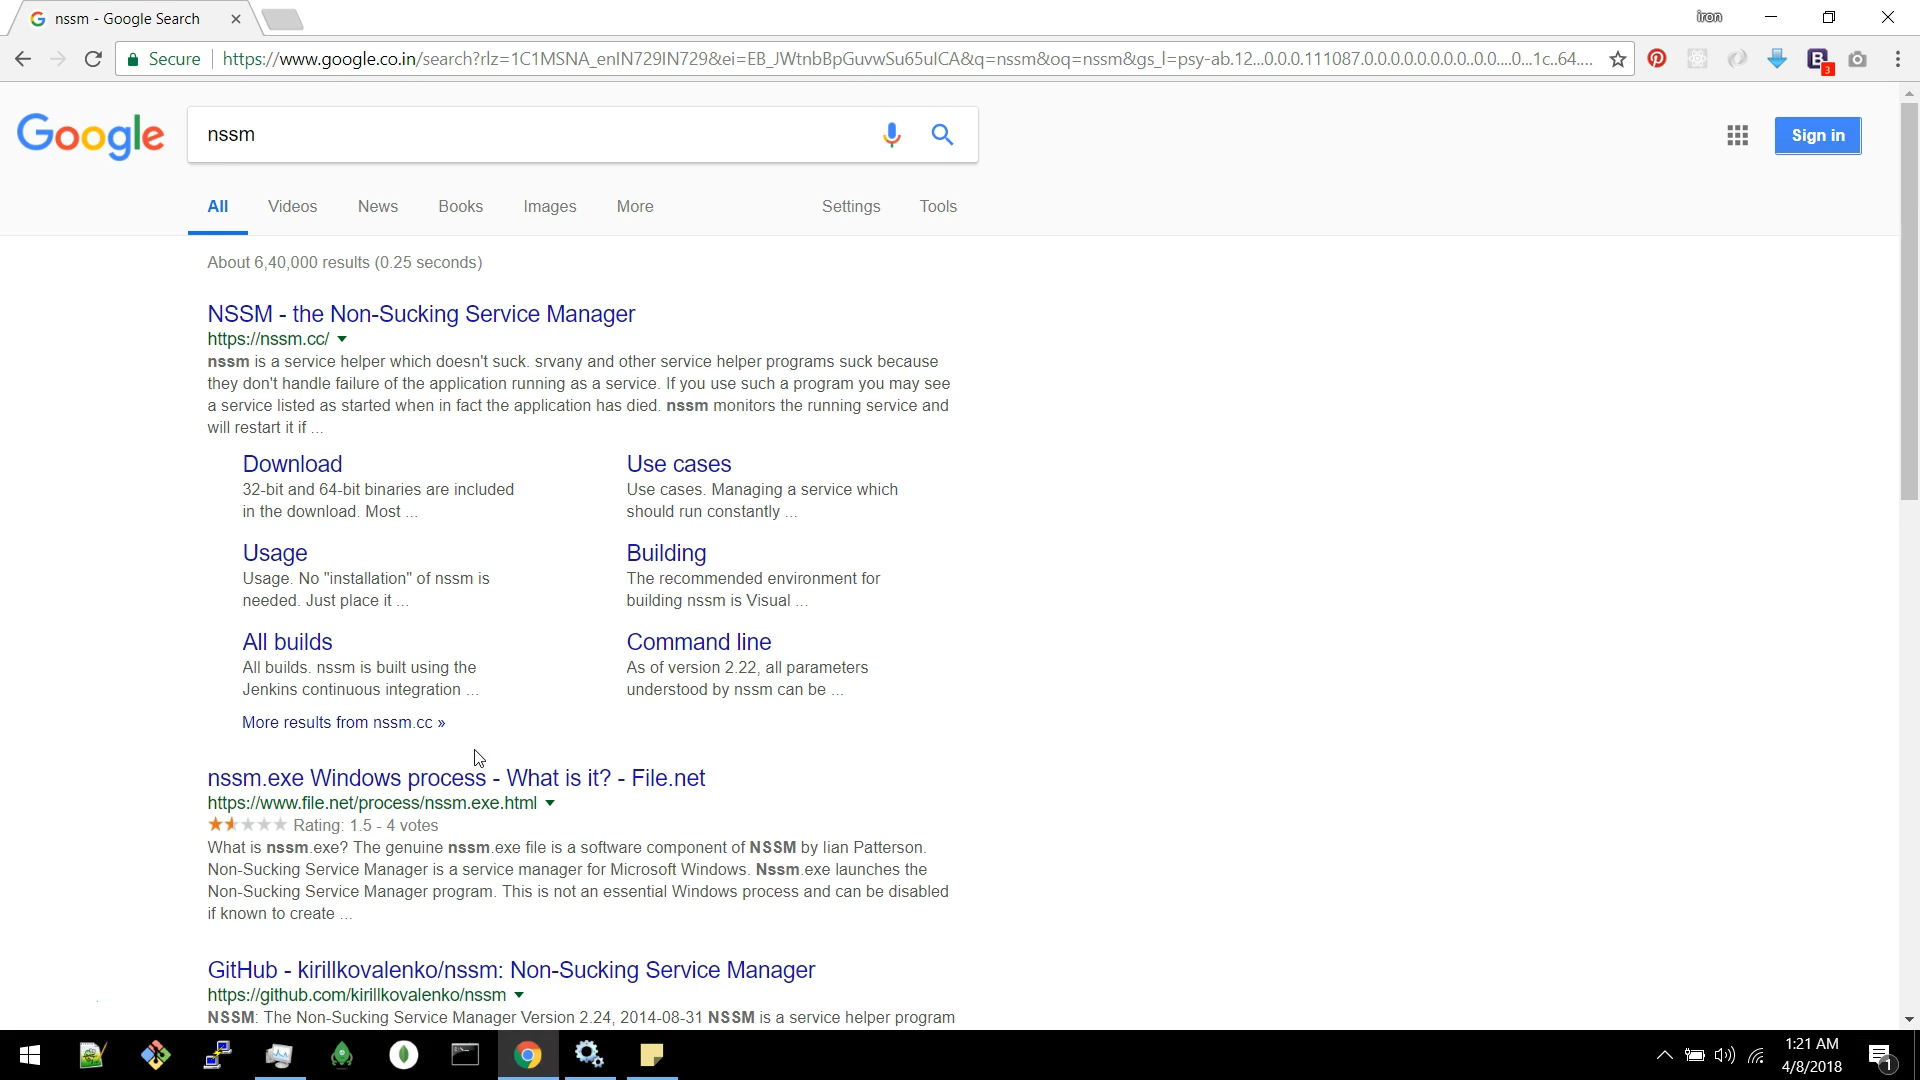 nssm - Google Search
iron
Secure
https://www.google.co.in/search?rlz=1C1MSNA_enIN729IN729&ei=EB_JWtnbBpGuvwSu65uICA&q=nssm&oq=nssm&gs_l=psy-ab.12...0.0.0.111087.0.0.0.0.0.0.0.0..0.0....0...1c..64....
3
Google
nssm
Sign in
All Videos News Books Images More Settings Tools
About 6,40,000 results (0.25 seconds)
NSSM - the Non-Sucking Service Manager
https://nssm.cc/
nssm is a service helper which doesn't suck. srvany and other service helper programs suck because
they don't handle failure of the application running as a service. If you use such a program you may see
a service listed as started when in fact the application has died. nssm monitors the running service and
will restart it if ...
Download
32-bit and 64-bit binaries are included
in the download. Most ...
Use cases
Use cases. Managing a service which
should run constantly ...
Usage
Usage. No "installation" of nssm is
needed. Just place it ...
Building
The recommended environment for
building nssm is Visual ...
All builds
All builds. nssm is built using the
Jenkins continuous integration ...
Command line
As of version 2.22, all parameters
understood by nssm can be ...
More results from nssm.cc »
nssm.exe Windows process - What is it? - File.net
https://www.file.net/process/nssm.exe.html
Rating: 1.5 - 4 votes
What is nssm.exe? The genuine nssm.exe file is a software component of NSSM by Iian Patterson.
Non-Sucking Service Manager is a service manager for Microsoft Windows. Nssm.exe launches the
Non-Sucking Service Manager program. This is not an essential Windows process and can be disabled
if known to create ...
GitHub - kirillkovalenko/nssm: Non-Sucking Service Manager
https://github.com/kirillkovalenko/nssm
NSSM: The Non-Sucking Service Manager Version 2.24, 2014-08-31 NSSM is a service helper program
1:21 AM
4/8/2018
1